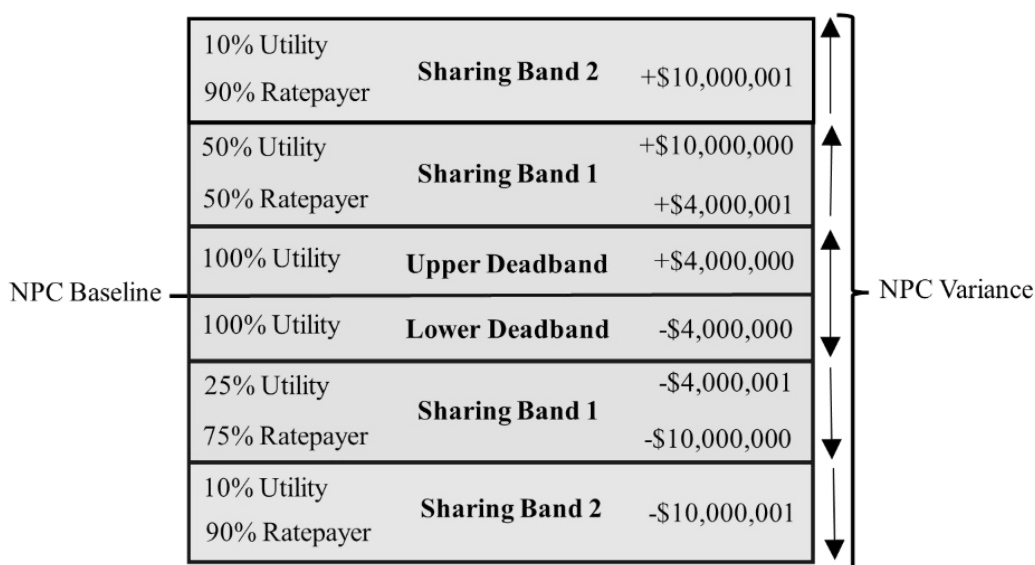 10% Utility
90% Ratepayer
Sharing Band 2
+$10,000,001
50% Utility
50% Ratepayer
Sharing Band 1
+$10,000,000
+$4,000,001
100% Utility
Upper Deadband
+$4,000,000
NPC Baseline
NPC Variance
100% Utility
Lower Deadband
-$4,000,000
25% Utility
75% Ratepayer
Sharing Band 1
-$4,000,001
-$10,000,000
10% Utility
90% Ratepayer
Sharing Band 2
-$10,000,001